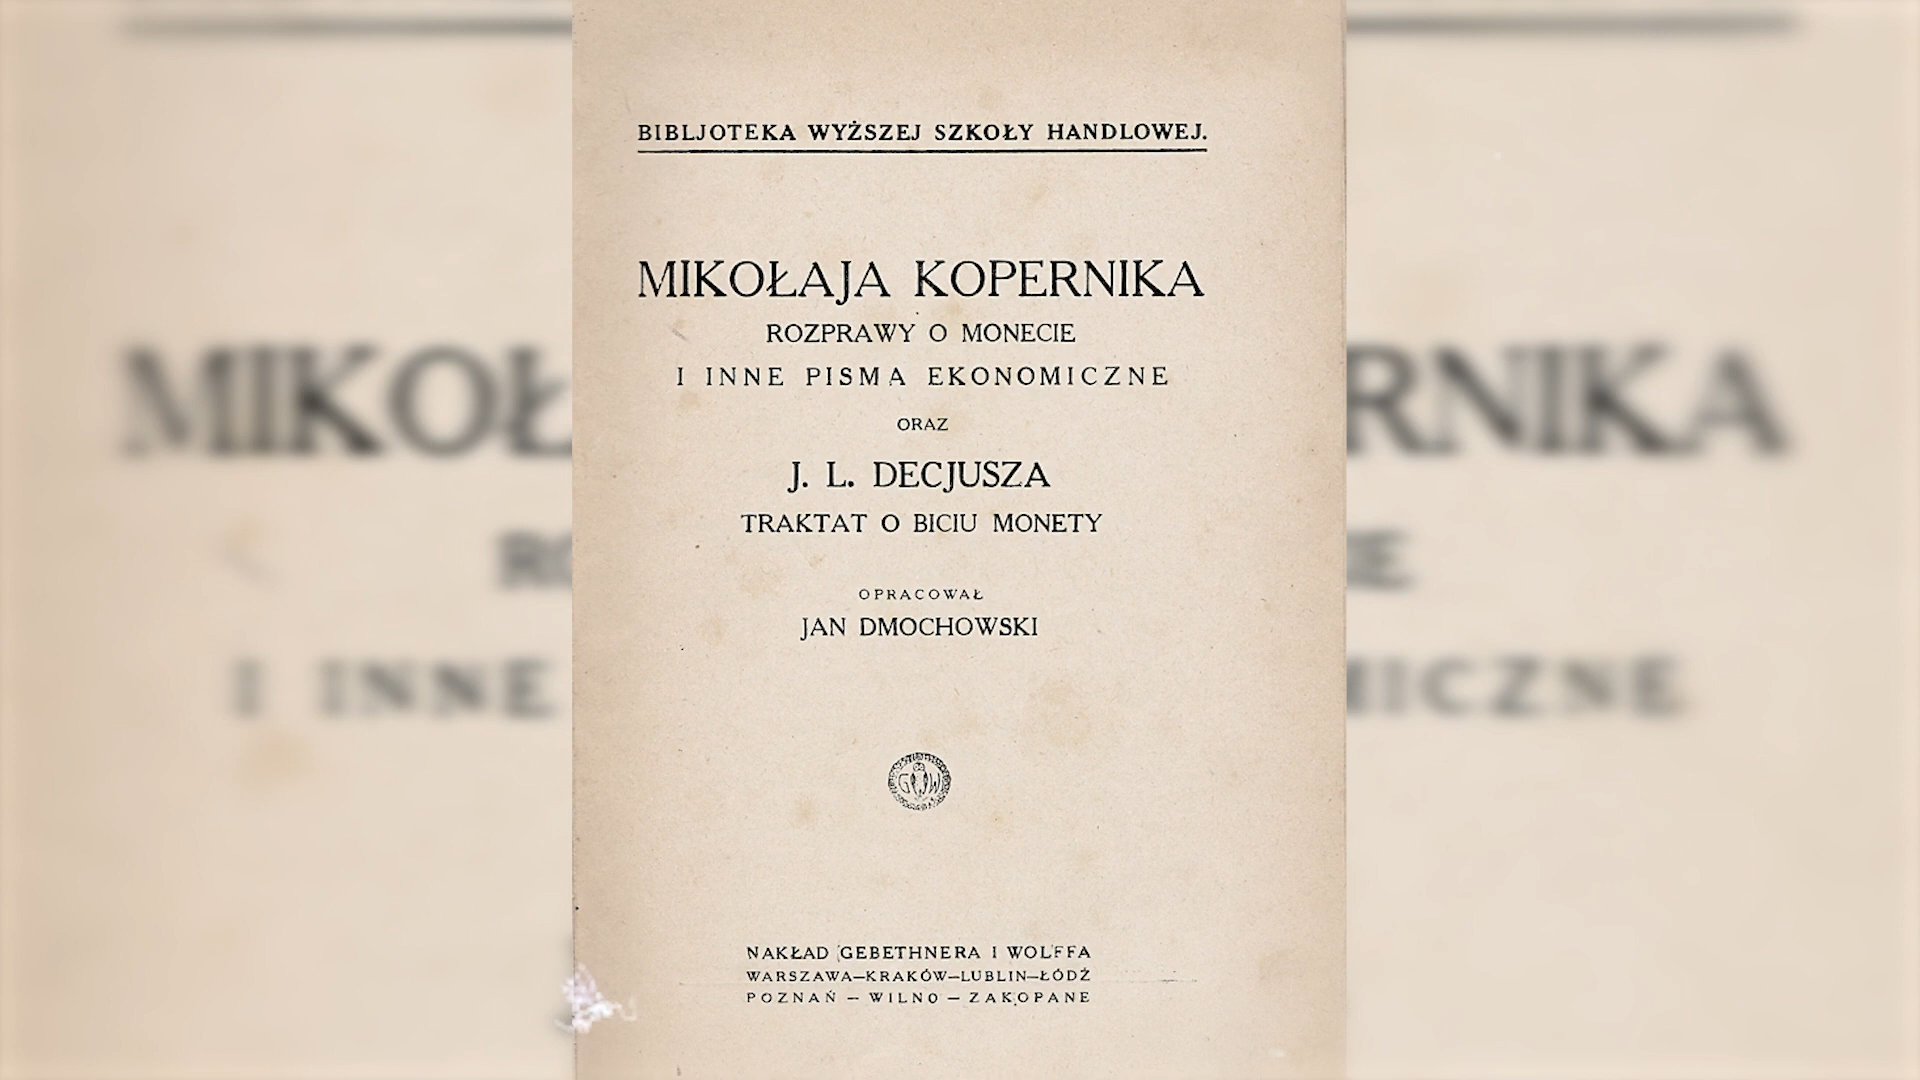 BIBLJOTEKA WYŻSZEJ SZKOŁY HANDLOWEJ.
MIKOŁAJA KOPERNIKA
ROZPRAWY O MONECIE
I INNE PISMA EKONOMICZNE
ORAZ
J. L. DECJUSZA
TRAKTAT O BICIU MONETY
OPRACOWAŁ
JAN DMOCHOWSKI
G W
NAKŁAD GEBETHNERA I WOLFFA
WARSZAWA—KRAKÓW—LUBLIN—ŁÓDŹ
POZNAŃ — WILNO — ZAKOPANE